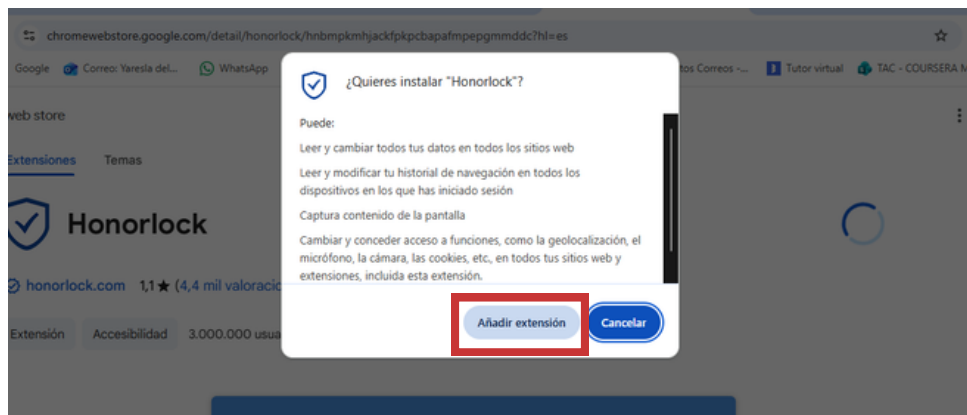 chromewebstore.google.com/detail/honorlock/hnbmpkmhjackfpkpcbapafmpepgmmddc?hl=es
Google Correo: Yaresla del... WhatsApp tos Correos -... Tutor virtual TAC - COURSERA M
web store
Extensiones Temas
Honorlock
honorlock.com 1,1★ (4,4 mil valoracio
Extensión Accesibilidad 3.000.000 usua
¿Quieres instalar "Honorlock"?
Puede:
Leer y cambiar todos tus datos en todos los sitios web
Leer y modificar tu historial de navegación en todos los
dispositivos en los que has iniciado sesión
Captura contenido de la pantalla
Cambiar y conceder acceso a funciones, como la geolocalización, el
micrófono, la cámara, las cookies, etc., en todos tus sitios web y
extensiones, incluida esta extensión.
Añadir extensión Cancelar